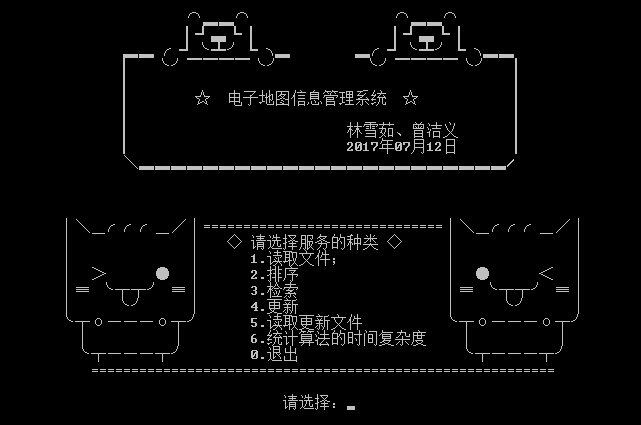 ☆ 电子地图信息管理系统 ☆
林雪茹、曾洁义
2017年07月12日
◇ 请选择服务的种类 ◇
1.读取文件;
2.排序
3.检索
4.更新
5.读取更新文件
6.统计算法的时间复杂度
0.退出
请选择: